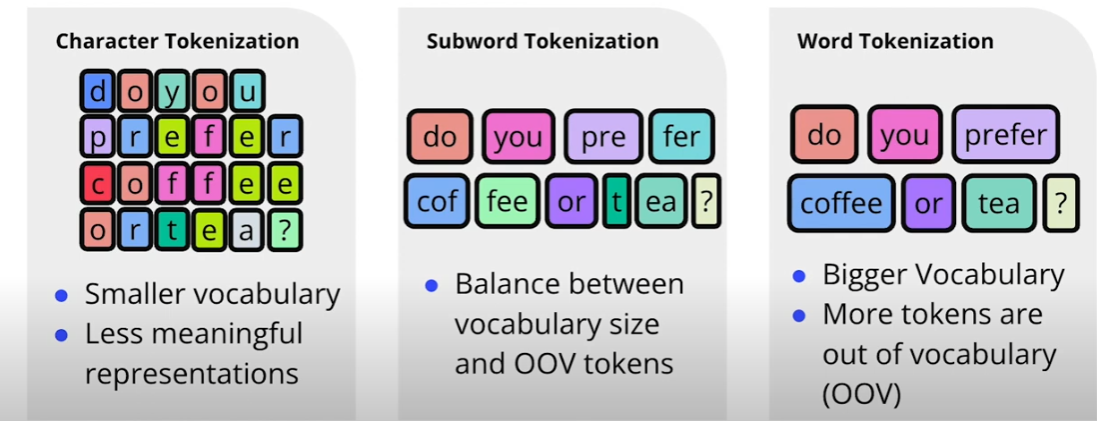 Character Tokenization
d o y o u
p r e f e r
c o f f e e
o r t e a ?
Smaller vocabulary
Less meaningful
representations
Subword Tokenization
do you pre fer
cof fee or t ea ?
Balance between
vocabulary size
and OOV tokens
Word Tokenization
do you prefer
coffee or tea ?
Bigger Vocabulary
More tokens are
out of vocabulary
(OOV)